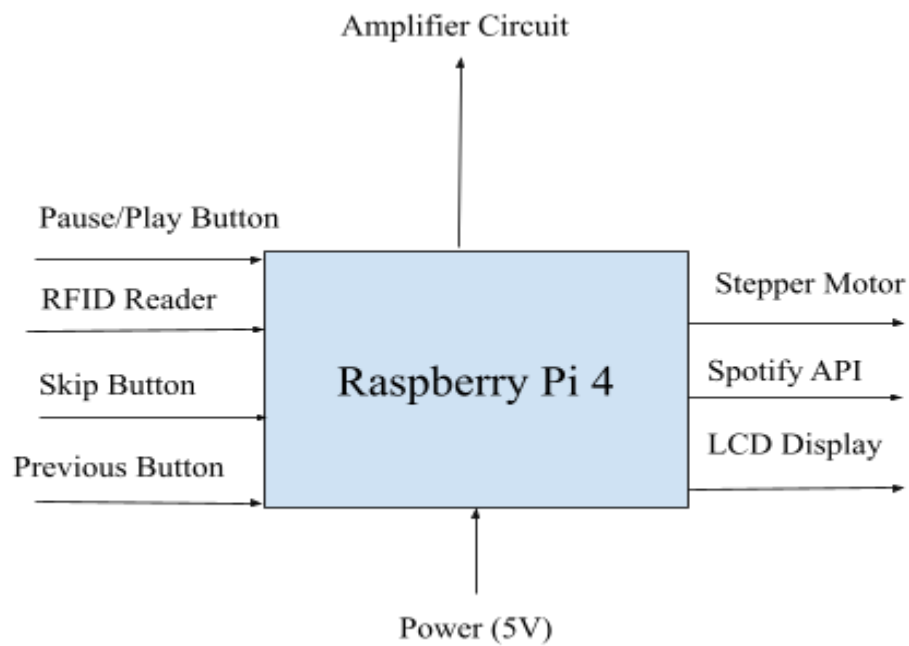 Amplifier Circuit
Pause/Play Button
RFID Reader
Skip Button
Previous Button
Raspberry Pi 4
Stepper Motor
Spotify API
LCD Display
Power (5V)